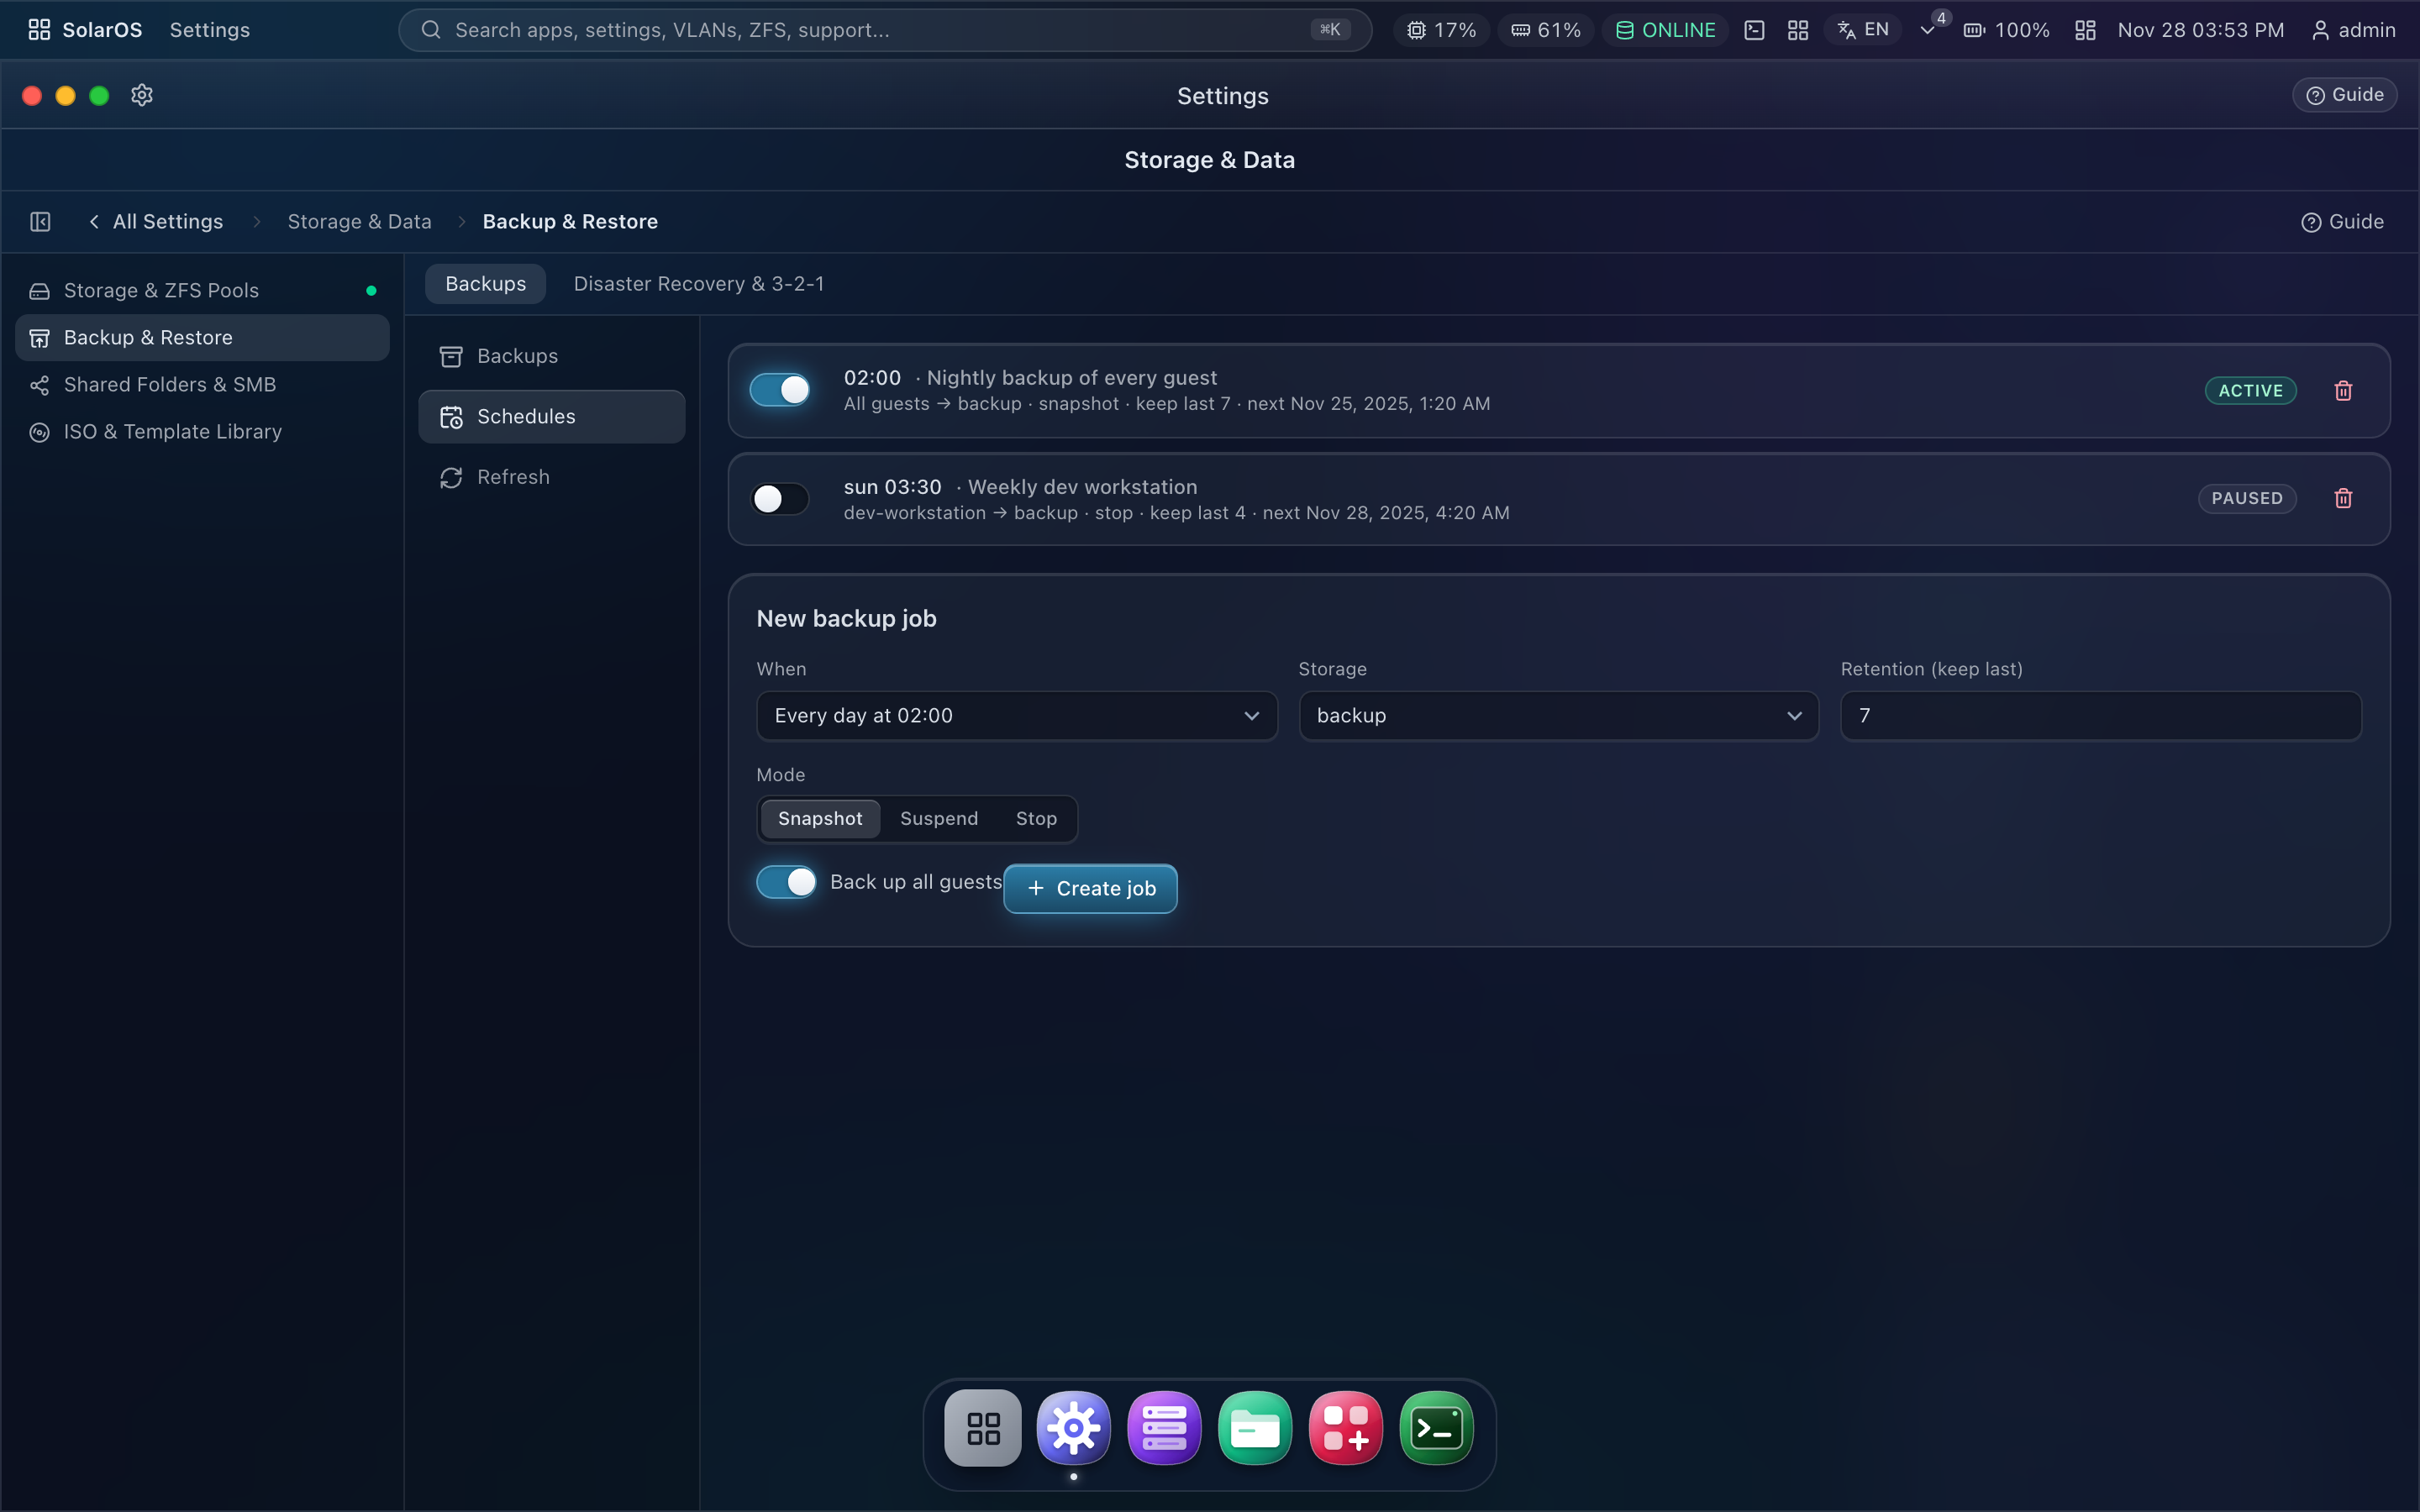 SolarOS Settings Search apps, settings, VLANs, ZFS, support... ⌘K 17% 61% ONLINE EN 4 100% Nov 28 03:53 PM admin
Settings Guide
Storage & Data
All Settings Storage & Data Backup & Restore Guide
Storage & ZFS Pools
Backup & Restore
Shared Folders & SMB
ISO & Template Library
Backups Disaster Recovery & 3-2-1
Backups
Schedules
Refresh
02:00 · Nightly backup of every guest
All guests → backup · snapshot · keep last 7 · next Nov 25, 2025, 1:20 AM
ACTIVE
sun 03:30 · Weekly dev workstation
dev-workstation → backup · stop · keep last 4 · next Nov 28, 2025, 4:20 AM
PAUSED
New backup job
When Storage Retention (keep last)
Every day at 02:00 backup 7
Mode
Snapshot Suspend Stop
Back up all guests + Create job